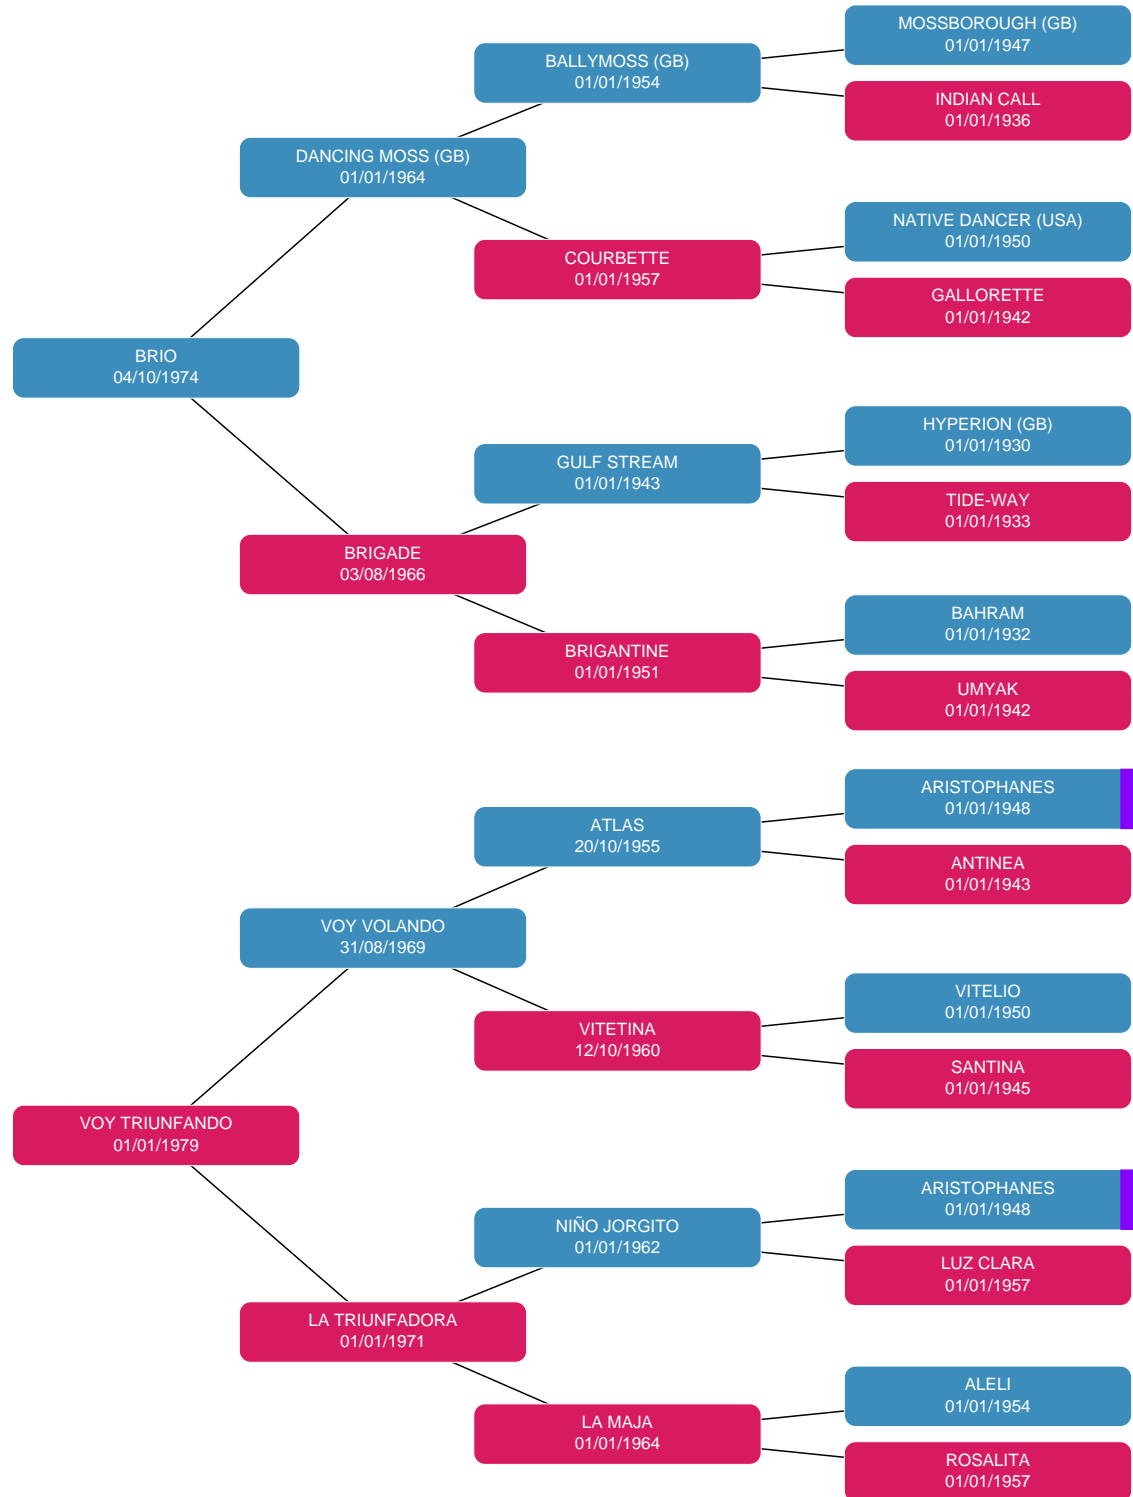 MOSSBOROUGH (GB)
01/01/1947
BALLYMOSS (GB)
01/01/1954
INDIAN CALL
01/01/1936
DANCING MOSS (GB)
01/01/1964
NATIVE DANCER (USA)
01/01/1950
COURBETTE
01/01/1957
GALLORETTE
01/01/1942
BRIO
04/10/1974
HYPERION (GB)
01/01/1930
GULF STREAM
01/01/1943
TIDE-WAY
01/01/1933
BRIGADE
03/08/1966
BAHRAM
01/01/1932
BRIGANTINE
01/01/1951
UMYAK
01/01/1942
ARISTOPHANES
01/01/1948
ATLAS
20/10/1955
ANTINEA
01/01/1943
VOY VOLANDO
31/08/1969
VITELIO
01/01/1950
VITETINA
12/10/1960
SANTINA
01/01/1945
VOY TRIUNFANDO
01/01/1979
ARISTOPHANES
01/01/1948
NIÑO JORGITO
01/01/1962
LUZ CLARA
01/01/1957
LA TRIUNFADORA
01/01/1971
ALELI
01/01/1954
LA MAJA
01/01/1964
ROSALITA
01/01/1957